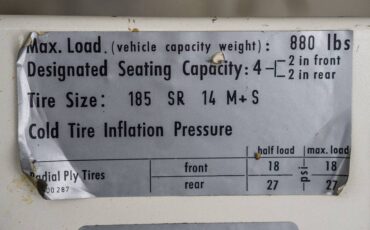 Max. Load. (vehicle capacity weight): 880 lbs
Designated Seating Capacity: 4 2 in front
2 in rear
Tire Size: 185 SR 14 M+S
Cold Tire Inflation Pressure
half load max. load
Radial Ply Tires front 18 psi 18
rear 27 27
00 287